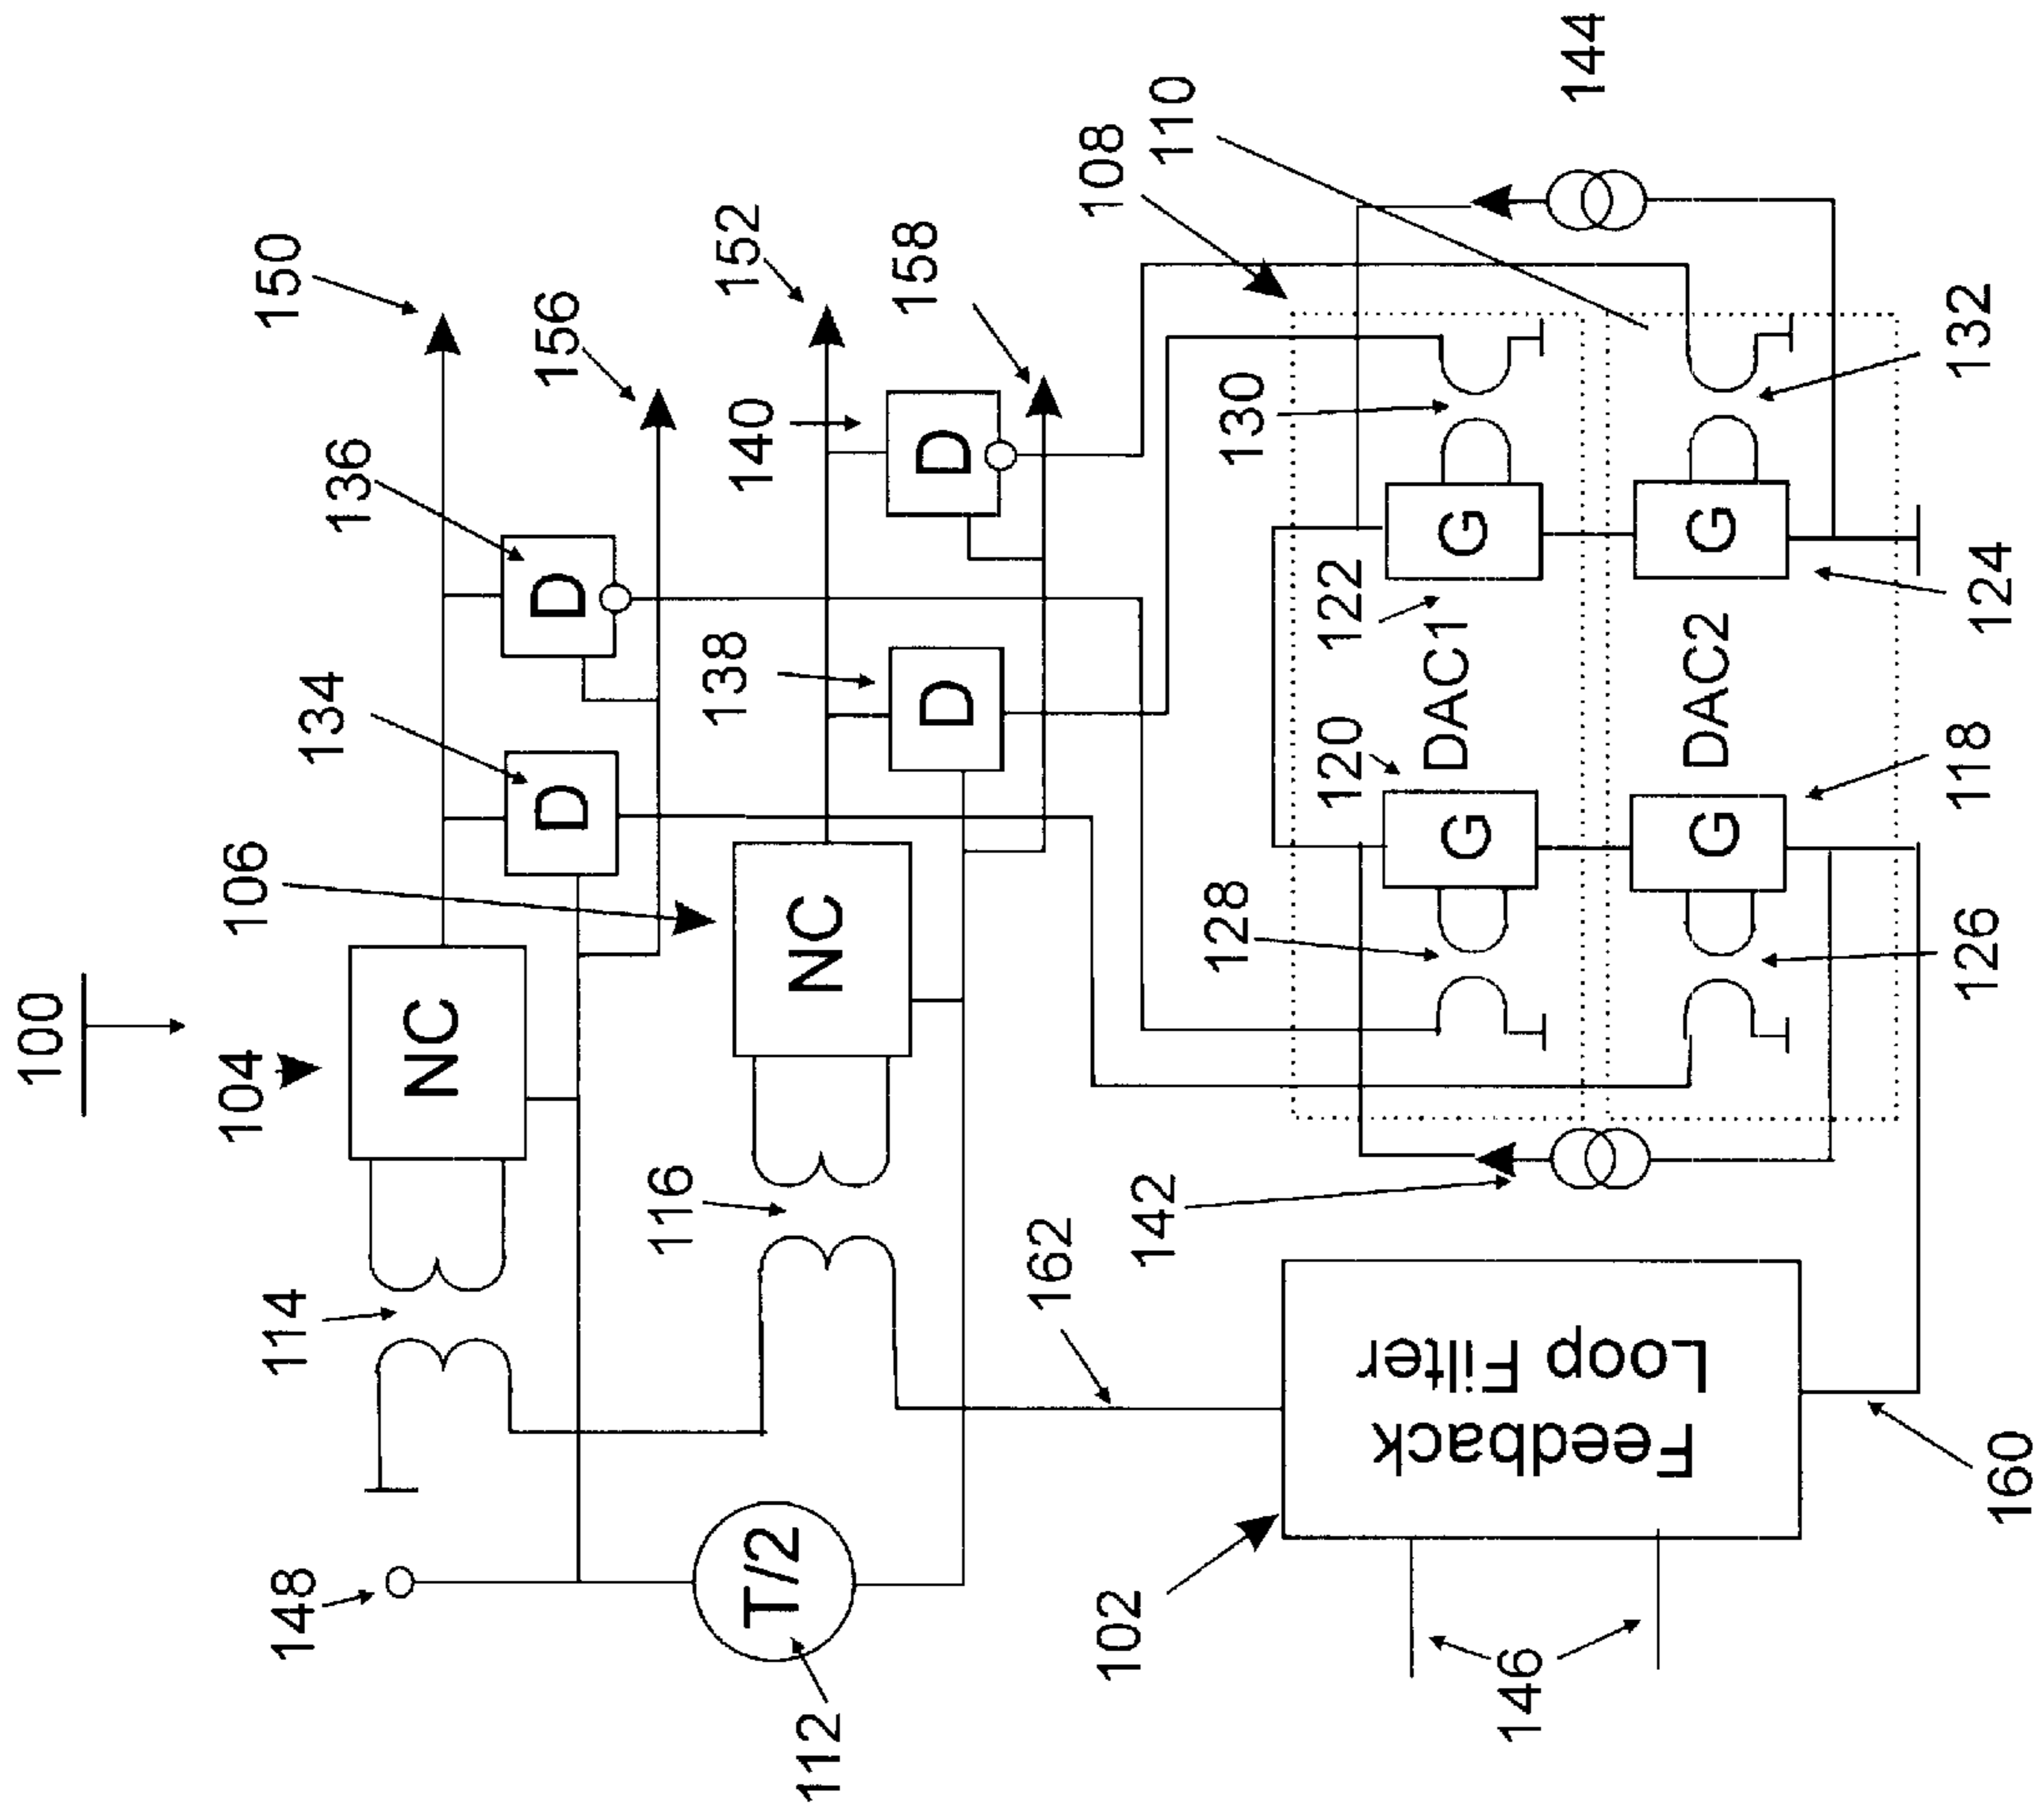 100
104
106
114
116
148
T/2
112
NC
NC
134
136
138
140
D
D
D
D
150
156
152
158
108
110
144
130
132
122
124
120
118
128
126
G
G
G
G
DAC1
DAC2
142
162
160
102
146
Feedback
Loop Filter